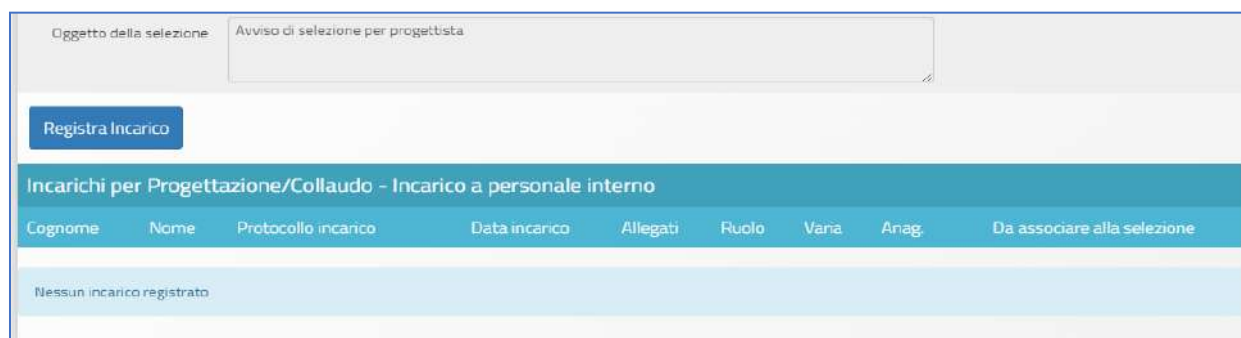 Oggetto della selezione
Avviso di selezione per progettista
Registra Incarico
Incarichi per Progettazione/Collaudo - Incarico a personale interno
Cognome Nome Protocollo incarico Data incarico Allegati Ruolo Varia Anag. Da associare alla selezione
Nessun incarico registrato